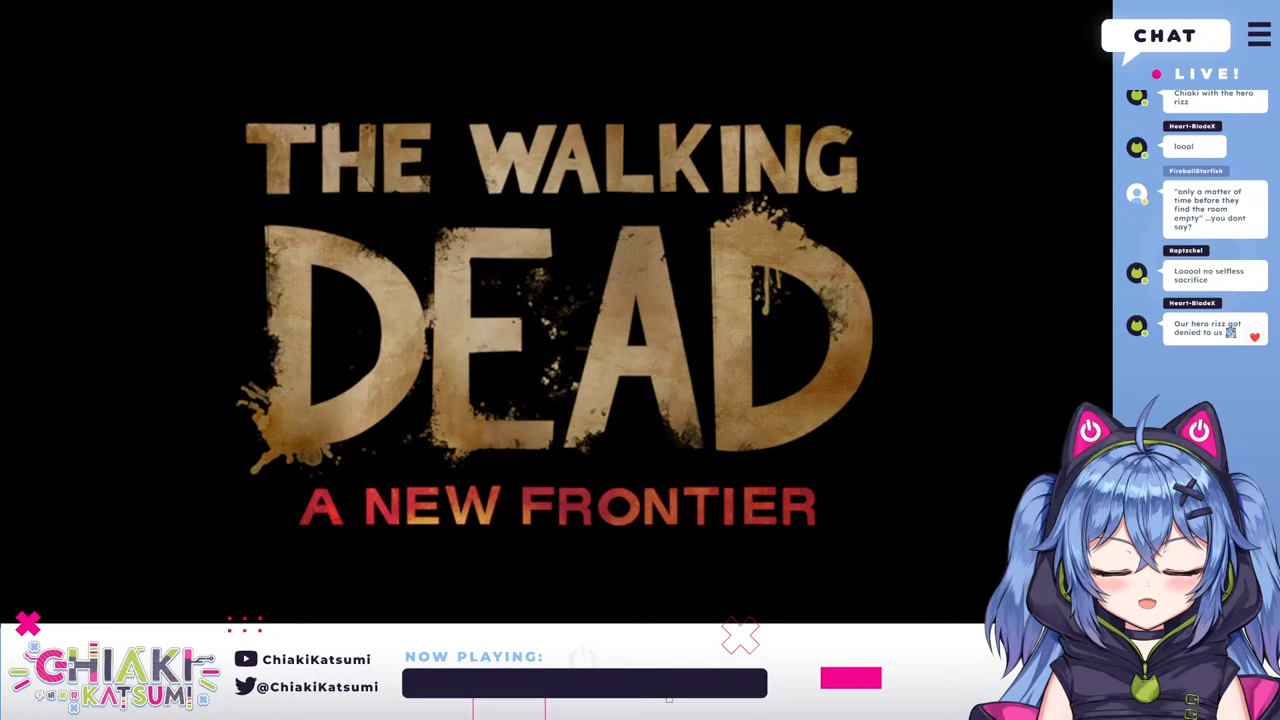 THE WALKING
DEAD
A NEW FRONTIER
CHAT
LIVE!
Chiaki with the hero
rizz
Heart-BladeX
loool
FireballStarfish
"only a matter of
time before they
find the room
empty" ...you dont
say?
Raptzchel
Looool no selfless
sacrifice
Heart-BladeX
Our hero rizz got
denied to us
CHIAKI
KATSUMI
ChiakiKatsumi
@ChiakiKatsumi
NOW PLAYING: